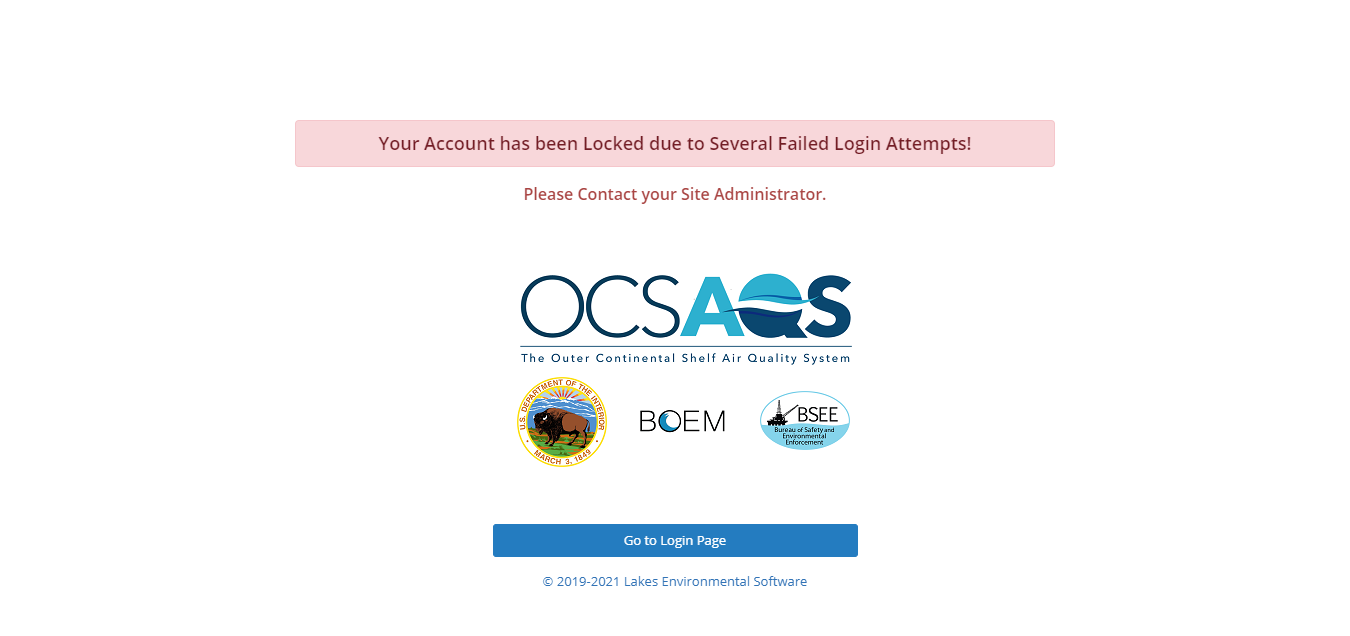 Your Account has been Locked due to Several Failed Login Attempts!
Please Contact your Site Administrator.
OCSAQS
The Outer Continental Shelf Air Quality System
U.S. DEPARTMENT OF THE INTERIOR
MARCH 3, 1849
BOEM
BSEE
Bureau of Safety and
Environmental
Enforcement
Go to Login Page
© 2019-2021 Lakes Environmental Software